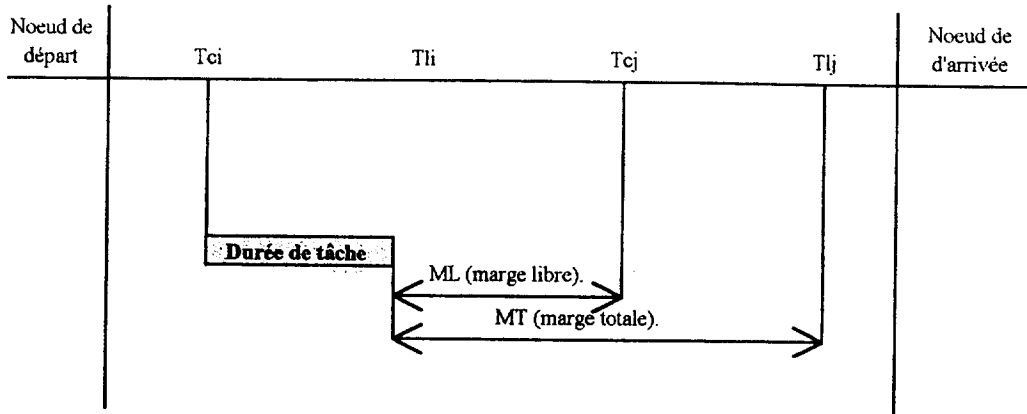 Noeud de
départ
Tci
Tli
Tcj
Tlj
Noeud de
d'arrivée
Durée de tâche
ML (marge libre).
MT (marge totale).